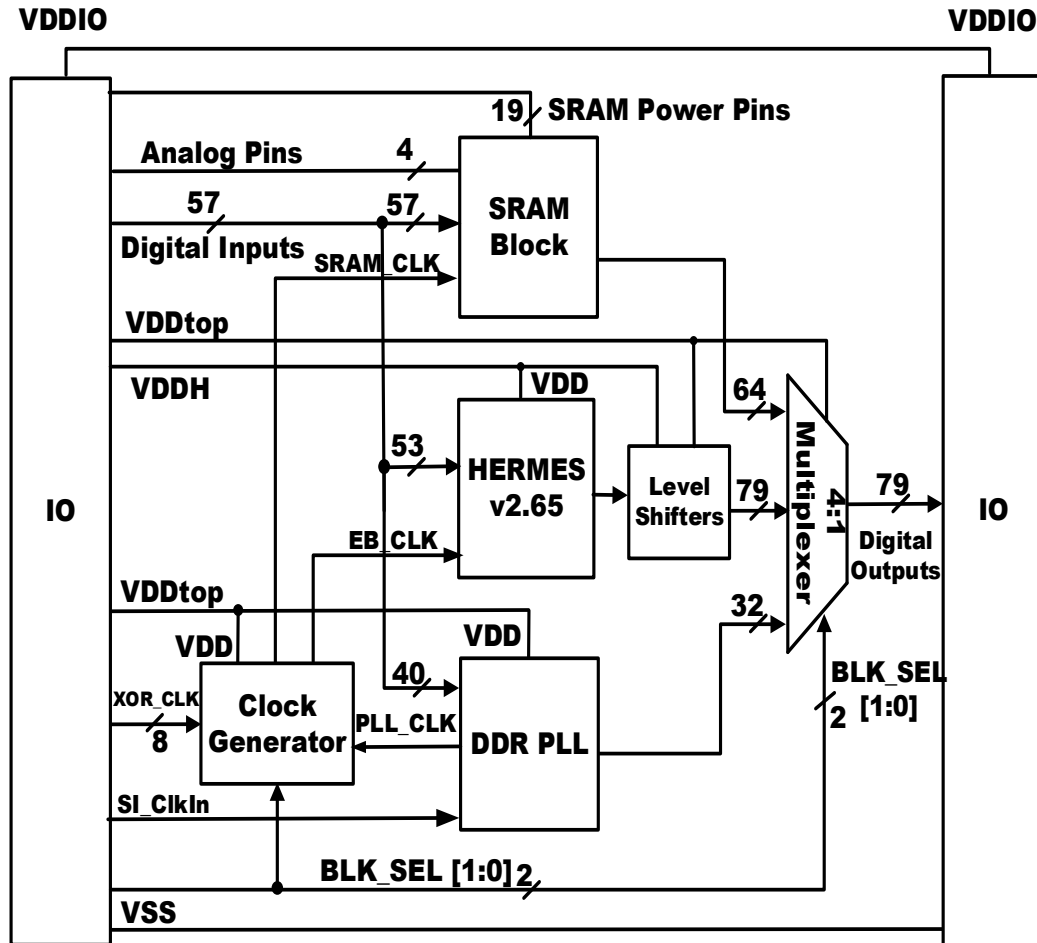 VDDIO
VDDIO
19
SRAM Power Pins
Analog Pins
4
57
57
Digital Inputs
SRAM
Block
SRAM_CLK
VDDtop
VDDH
VDD
64
53
HERMES
v2.65
Level
Shifters
79
Multiplexer
4:1
79
Digital
Outputs
IO
IO
EB_CLK
VDDtop
VDD
VDD
32
40
XOR_CLK
8
Clock
Generator
PLL_CLK
DDR PLL
BLK_SEL
[1:0]
2
SI_ClkIn
BLK_SEL [1:0]
2
VSS